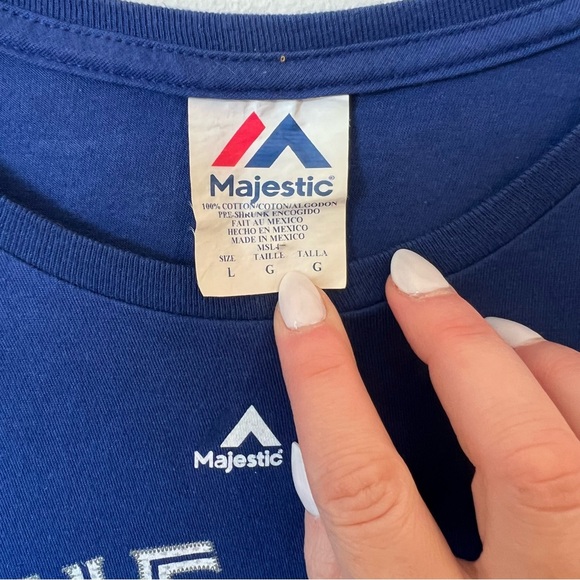 Majestic®
100% COTTON/COTON/ALGODON
PRE-SHRUNK ENCOGIDO
FAIT AU MEXICO
HECHO EN MEXICO
MADE IN MEXICO
SIZE TAILLE TALLA
L G G
Majestic